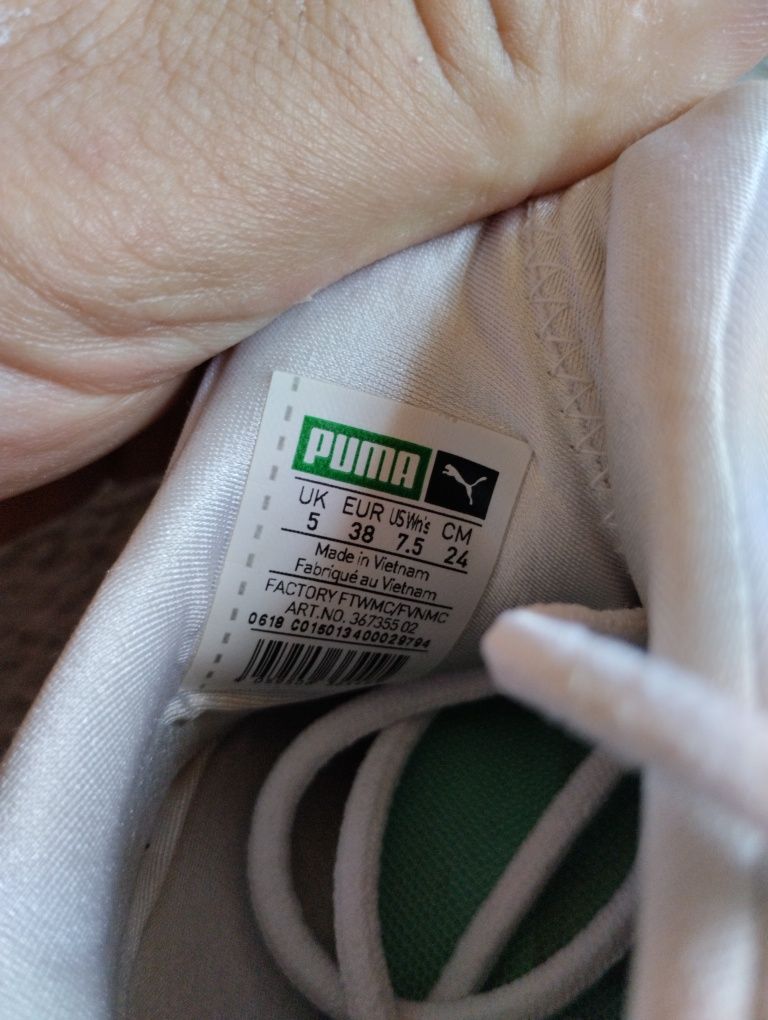 PUMA
UK EUR US Wn's CM
5 38 7.5 24
Made in Vietnam
Fabriqué au Vietnam
FACTORY FTWMC/FVNMC
ART.NO. 367355 02
0618 C015013400029794